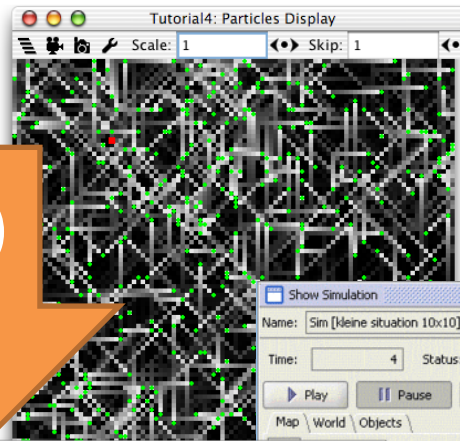 Tutorial4: Particles Display
Scale: 1 Skip: 1
Show Simulation
Name: Sim [kleine situation 10x10]
Time: 4 Status:
Play Pause
Map World Objects